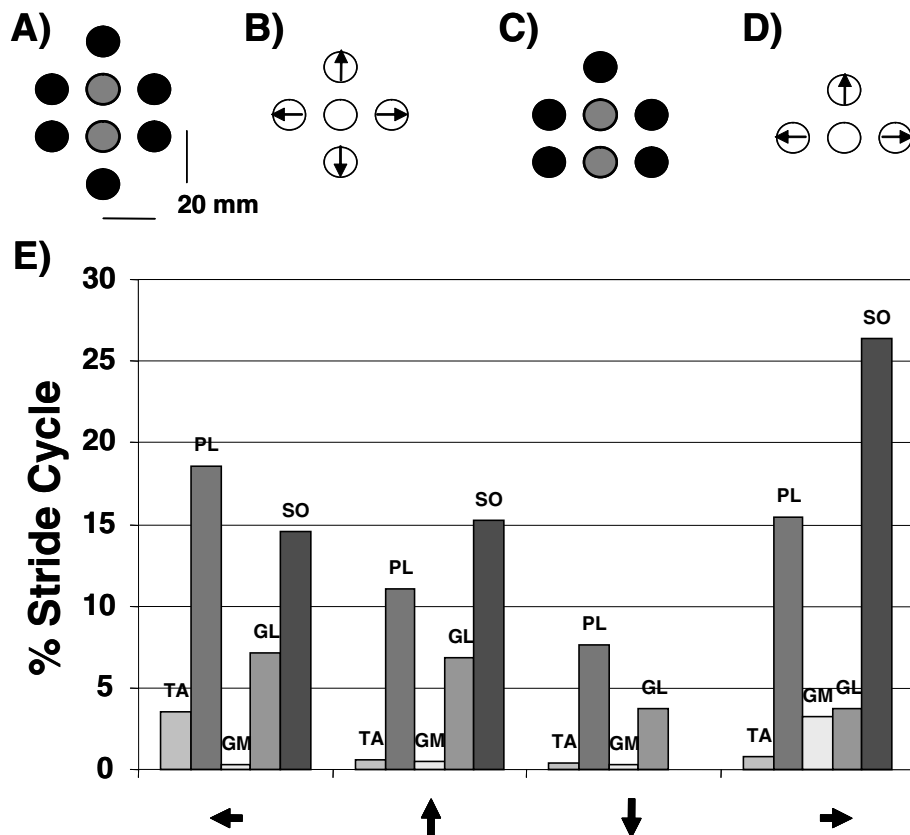 A) B) C) D)
20 mm
E)
% Stride Cycle
30
25
20
15
10
5
0
TA PL GM GL SO
TA PL GM GL SO
TA PL GM GL
TA PL GM GL SO